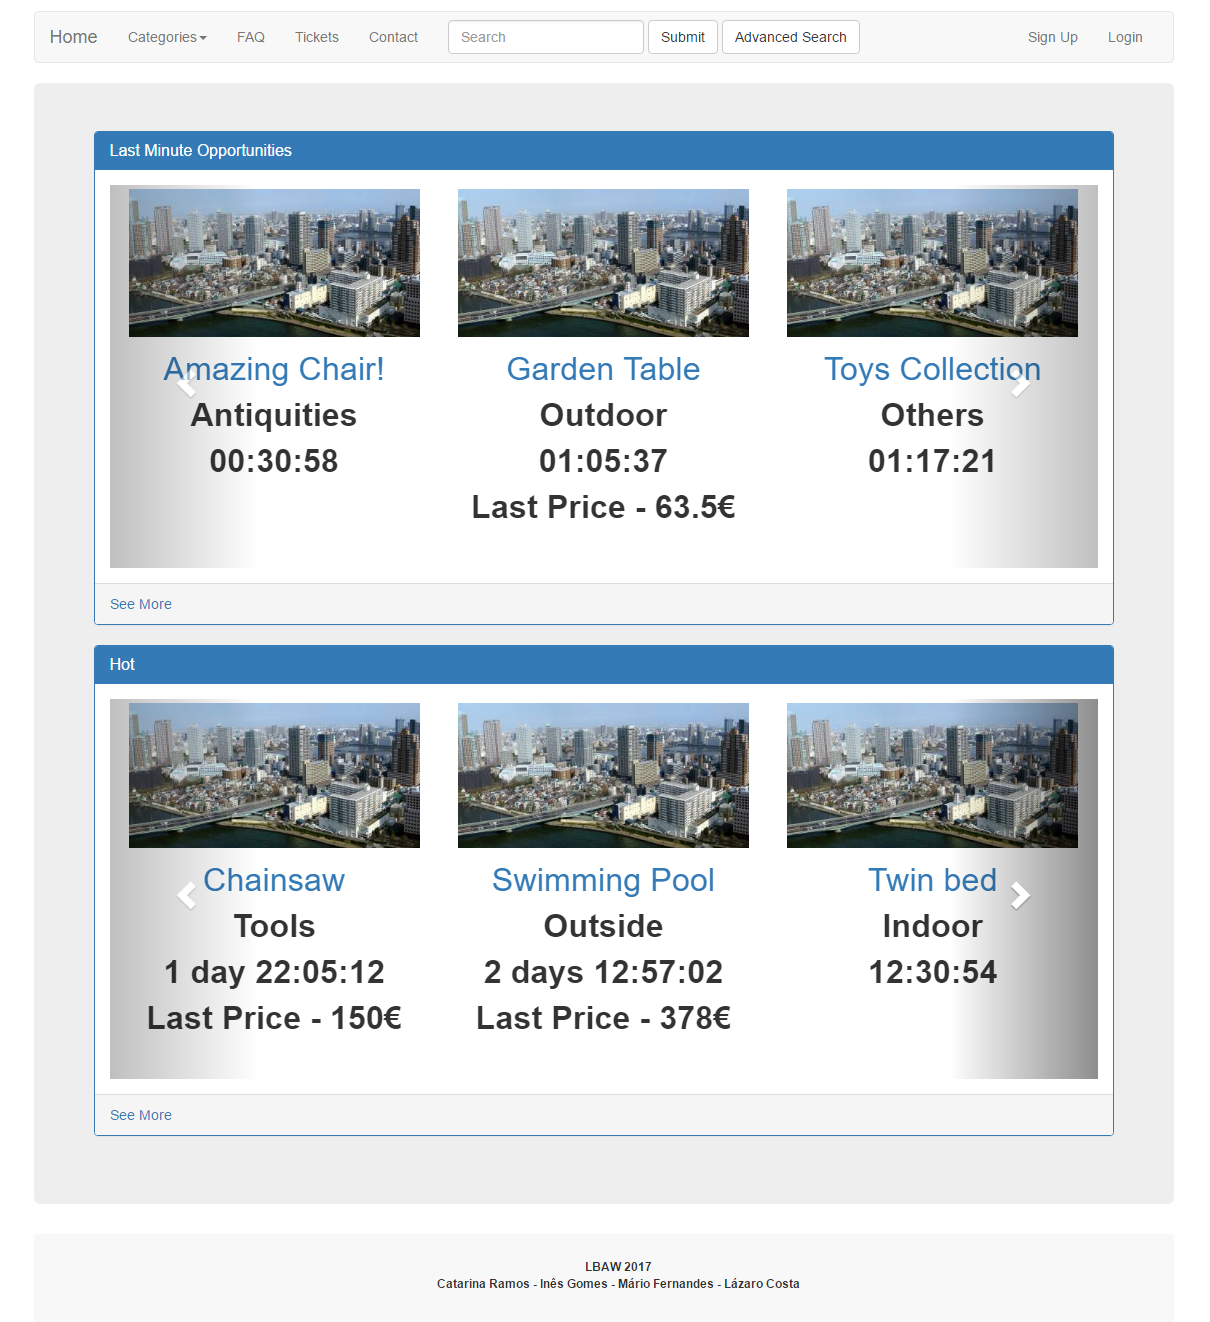 Home Categories FAQ Tickets Contact Search Submit Advanced Search Sign Up Login
Last Minute Opportunities
Amazing Chair! Garden Table Toys Collection
Antiquities Outdoor Others
00:30:58 01:05:37 01:17:21
Last Price - 63.5€
See More
Hot
Chainsaw Swimming Pool Twin bed
Tools Outside Indoor
1 day 22:05:12 2 days 12:57:02 12:30:54
Last Price - 150€ Last Price - 378€
See More
LBAW 2017
Catarina Ramos - Inês Gomes - Mário Fernandes - Lázaro Costa